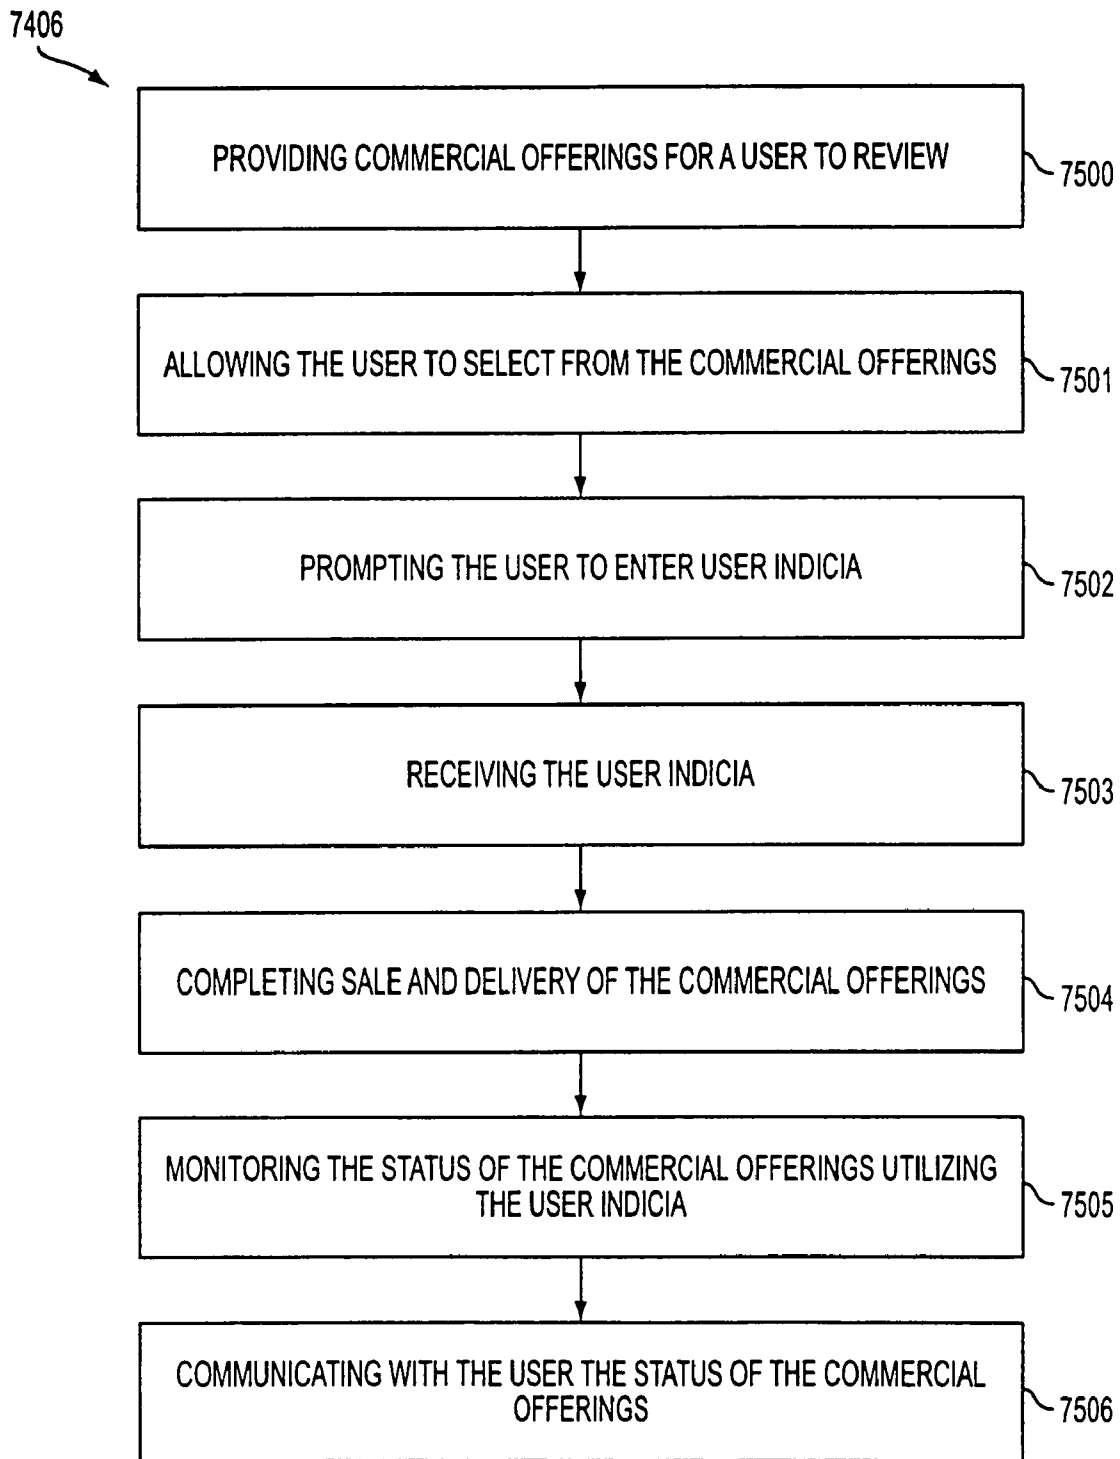 7406
PROVIDING COMMERCIAL OFFERINGS FOR A USER TO REVIEW
7500
ALLOWING THE USER TO SELECT FROM THE COMMERCIAL OFFERINGS
7501
PROMPTING THE USER TO ENTER USER INDICIA
7502
RECEIVING THE USER INDICIA
7503
COMPLETING SALE AND DELIVERY OF THE COMMERCIAL OFFERINGS
7504
MONITORING THE STATUS OF THE COMMERCIAL OFFERINGS UTILIZING
THE USER INDICIA
7505
COMMUNICATING WITH THE USER THE STATUS OF THE COMMERCIAL
OFFERINGS
7506